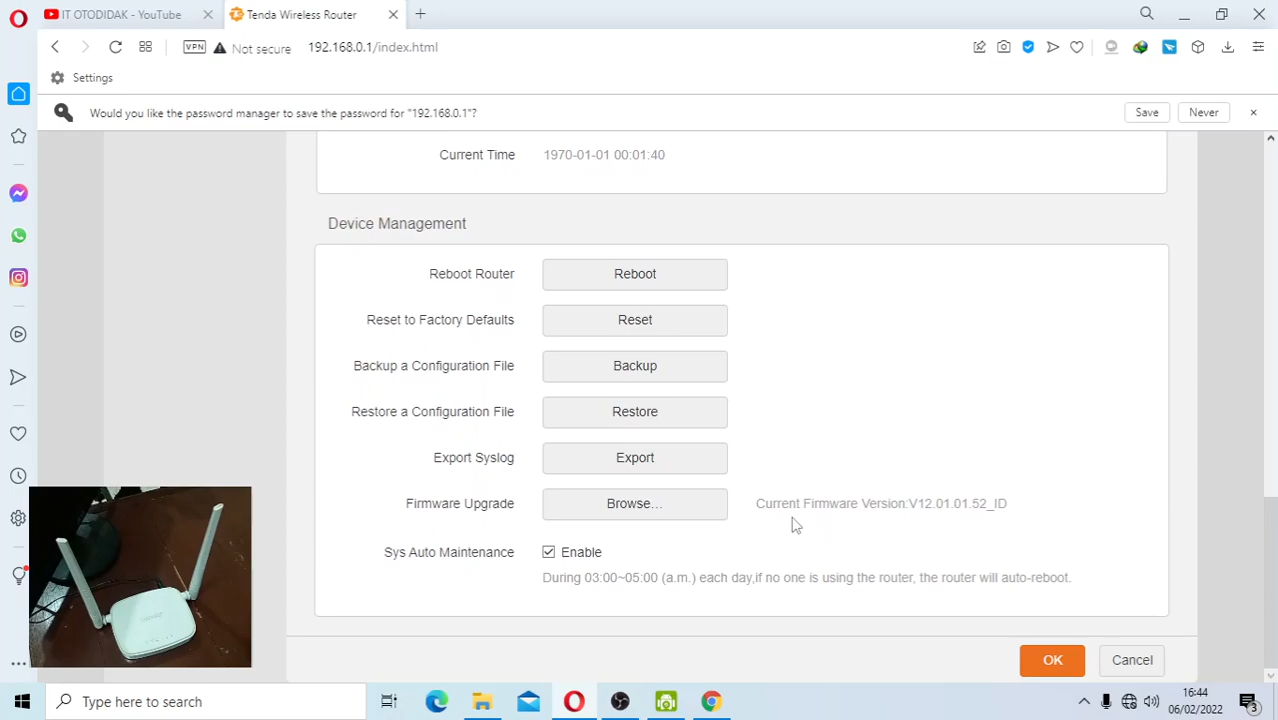 IT OTODIDAK - YouTube
Tenda Wireless Router
VPN
Not secure
192.168.0.1/index.html
Settings
Would you like the password manager to save the password for "192.168.0.1"?
Save
Never
Current Time
1970-01-01 00:01:40
Device Management
Reboot Router
Reboot
Reset to Factory Defaults
Reset
Backup a Configuration File
Backup
Restore a Configuration File
Restore
Export Syslog
Export
Firmware Upgrade
Browse...
Current Firmware Version:V12.01.01.52_ID
Sys Auto Maintenance
Enable
During 03:00~05:00 (a.m.) each day,if no one is using the router, the router will auto-reboot.
OK
Cancel
Type here to search
16:44
06/02/2022
3